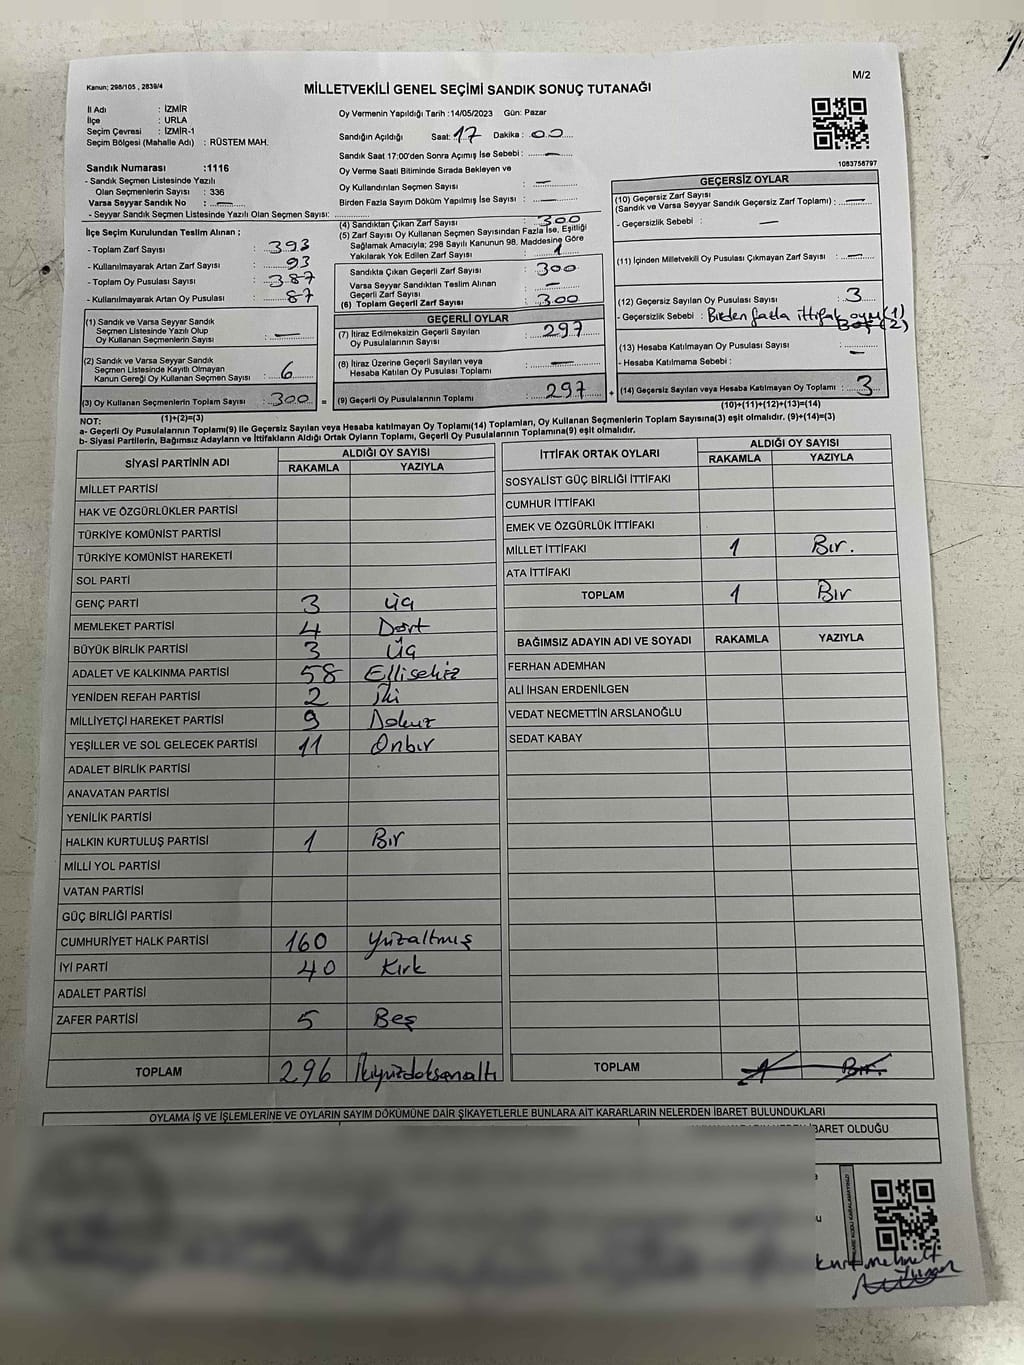 M/2
Kanun; 298/105 , 2839/4
MİLLETVEKİLİ GENEL SEÇİMİ SANDIK SONUÇ TUTANAĞI
İl Adı : İZMİR
İlçe : URLA
Seçim Çevresi : İZMİR-1
Seçim Bölgesi (Mahalle Adı) : RÜSTEM MAH.
Oy Vermenin Yapıldığı Tarih :14/05/2023 Gün: Pazar
Sandığın Açıldığı Saat: 17 Dakika : 00
Sandık Saat 17:00'den Sonra Açımış İse Sebebi : —
Oy Verme Saati Bitiminde Sırada Bekleyen ve
Oy Kullandırılan Seçmen Sayısı : —
Birden Fazla Sayım Döküm Yapılmış İse Sayısı : —
1083758797
Sandık Numarası :1116
- Sandık Seçmen Listesinde Yazılı
Olan Seçmenlerin Sayısı : 336
Varsa Seyyar Sandık No : —
- Seyyar Sandık Seçmen Listesinde Yazılı Olan Seçmen Sayısı:
İlçe Seçim Kurulundan Teslim Alınan ;
- Toplam Zarf Sayısı : 393
- Kullanılmayarak Artan Zarf Sayısı : 93
- Toplam Oy Pusulası Sayısı : 387
- Kullanılmayarak Artan Oy Pusulası : 87
(1) Sandık ve Varsa Seyyar Sandık
Seçmen Listesinde Yazılı Olup
Oy Kullanan Seçmenlerin Sayısı : —
(2) Sandık ve Varsa Seyyar Sandık
Seçmen Listesinde Kayıtlı Olmayan
Kanun Gereği Oy Kullanan Seçmen Sayısı : 6
(3) Oy Kullanan Seçmenlerin Toplam Sayısı : 300 =
(1)+(2)=(3)
(4) Sandıktan Çıkan Zarf Sayısı : 300
(5) Zarf Sayısı Oy Kullanan Seçmen Sayısından Fazla İse, Eşitliği
Sağlamak Amacıyla; 298 Sayılı Kanunun 98. Maddesine Göre
Yakılarak Yok Edilen Zarf Sayısı : 1
Sandıkta Çıkan Geçerli Zarf Sayısı : 300
Varsa Seyyar Sandıktan Teslim Alınan
Geçerli Zarf Sayısı : —
(6) Toplam Geçerli Zarf Sayısı : 300
GEÇERLİ OYLAR
(7) İtiraz Edilmeksizin Geçerli Sayılan
Oy Pusulalarının Sayısı : 297
(8) İtiraz Üzerine Geçerli Sayılan veya
Hesaba Katılan Oy Pusulası Toplamı : —
(9) Geçerli Oy Pusulalarının Toplamı : 297 +
GEÇERSİZ OYLAR
(10) Geçersiz Zarf Sayısı
(Sandık ve Varsa Seyyar Sandık Geçersiz Zarf Toplamı) : —
- Geçersizlik Sebebi : —
(11) İçinden Milletvekili Oy Pusulası Çıkmayan Zarf Sayısı : —
(12) Geçersiz Sayılan Oy Pusulası Sayısı : 3
- Geçersizlik Sebebi : Birden fazla ittifak oyu (1)
Boş (2)
(13) Hesaba Katılmayan Oy Pusulası Sayısı : —
- Hesaba Katılmama Sebebi :
(14) Geçersiz Sayılan veya Hesaba Katılmayan Oy Toplamı : 3
(10)+(11)+(12)+(13)=(14)
NOT:
a- Geçerli Oy Pusulalarının Toplamı(9) ile Geçersiz Sayılan veya Hesaba katılmayan Oy Toplamı(14) Toplamları, Oy Kullanan Seçmenlerin Toplam Sayısına(3) eşit olmalıdır. (9)+(14)=(3)
b- Siyasi Partilerin, Bağımsız Adayların ve İttifakların Aldığı Ortak Oyların Toplamı, Geçerli Oy Pusulalarının Toplamına(9) eşit olmalıdır.
SİYASİ PARTİNİN ADI ALDIĞI OY SAYISI
RAKAMLA YAZIYLA
MİLLET PARTİSİ
HAK VE ÖZGÜRLÜKLER PARTİSİ
TÜRKİYE KOMÜNİST PARTİSİ
TÜRKİYE KOMÜNİST HAREKETİ
SOL PARTİ
GENÇ PARTİ 3 üç
MEMLEKET PARTİSİ 4 Dört
BÜYÜK BİRLİK PARTİSİ 3 Üç
ADALET VE KALKINMA PARTİSİ 58 Ellisekiz
YENİDEN REFAH PARTİSİ 2 İki
MİLLİYETÇİ HAREKET PARTİSİ 9 Dokuz
YEŞİLLER VE SOL GELECEK PARTİSİ 11 Onbir
ADALET BİRLİK PARTİSİ
ANAVATAN PARTİSİ
YENİLİK PARTİSİ
HALKIN KURTULUŞ PARTİSİ 1 Bir
MİLLİ YOL PARTİSİ
VATAN PARTİSİ
GÜÇ BİRLİĞİ PARTİSİ
CUMHURİYET HALK PARTİSİ 160 Yüzaltmış
İYİ PARTİ 40 Kırk
ADALET PARTİSİ
ZAFER PARTİSİ 5 Beş
TOPLAM 296 İkiyüzdoksanaltı
İTTİFAK ORTAK OYLARI ALDIĞI OY SAYISI
RAKAMLA YAZIYLA
SOSYALİST GÜÇ BİRLİĞİ İTTİFAKI
CUMHUR İTTİFAKI
EMEK VE ÖZGÜRLÜK İTTİFAKI
MİLLET İTTİFAKI 1 Bir.
ATA İTTİFAKI
TOPLAM 1 Bir
BAĞIMSIZ ADAYIN ADI VE SOYADI RAKAMLA YAZIYLA
FERHAN ADEMHAN
ALİ İHSAN ERDENİLGEN
VEDAT NECMETTİN ARSLANOĞLU
SEDAT KABAY
TOPLAM 1 Bir.
OYLAMA İŞ VE İŞLEMLERİNE VE OYLARIN SAYIM DÖKÜMÜNE DAİR ŞİKAYETLERLE BUNLARA AİT KARARLARIN NELERDEN İBARET BULUNDUKLARI
BARET OLDUĞU